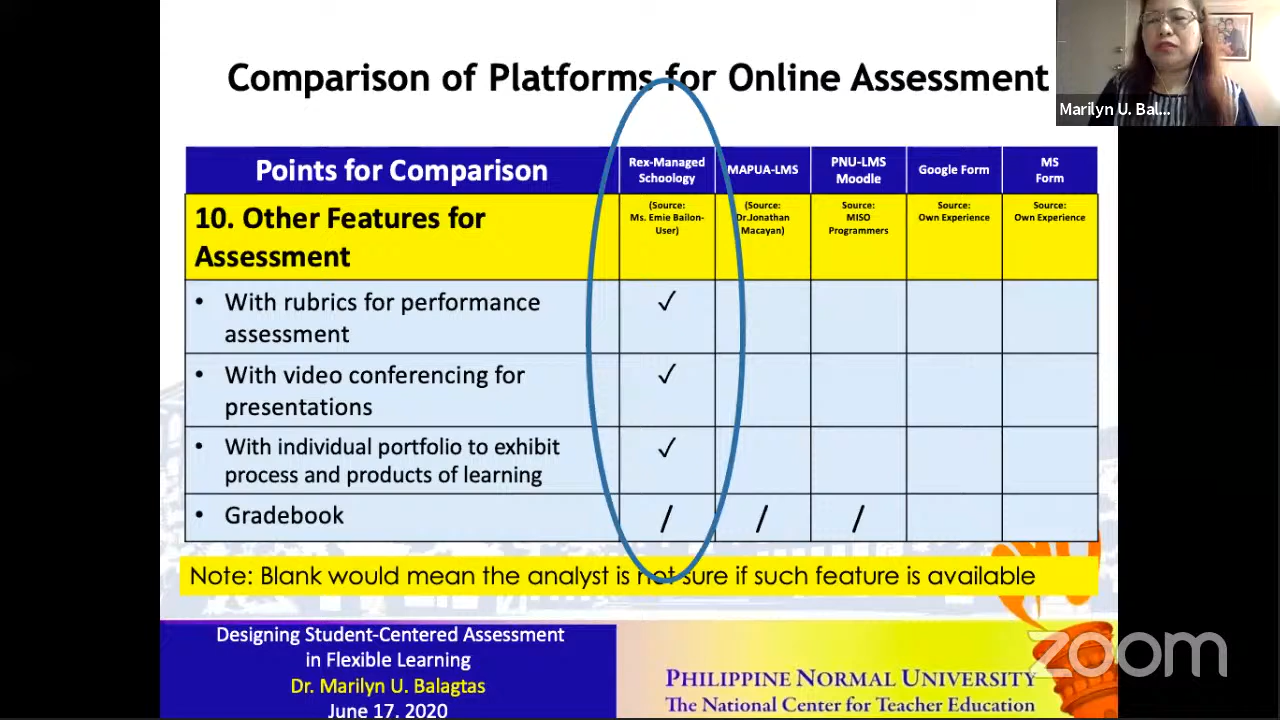 Comparison of Platforms for Online Assessment
Marilyn U. Bal...
Points for Comparison
Rex-Managed
Schoology
MAPUA-LMS
PNU-LMS
Moodle
Google Form
MS
Form
10. Other Features for
Assessment
(Source:
Ms. Emie Bailon-
User)
(Source:
Dr.Jonathan
Macayan)
Source:
MISO
Programmers
Source:
Own Experience
Source:
Own Experience
• With rubrics for performance
assessment
✓
• With video conferencing for
presentations
✓
• With individual portfolio to exhibit
process and products of learning
✓
• Gradebook
/ / /
Note: Blank would mean the analyst is not sure if such feature is available
Designing Student-Centered Assessment
in Flexible Learning
Dr. Marilyn U. Balagtas
June 17, 2020
PHILIPPINE NORMAL UNIVERSITY
The National Center for Teacher Education
zoom